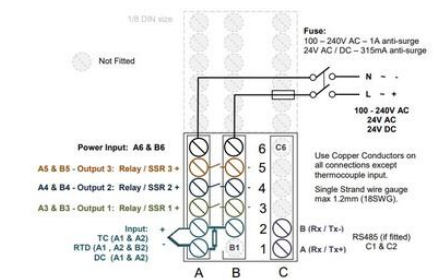 1/8 DIN size
Fuse:
100 – 240V AC – 1A anti-surge
24V AC / DC – 315mA anti-surge
Not Fitted
N ~ -
L ~ +
100 - 240V AC
24V AC
24V DC
Power Input: A6 & B6
6
C6
A5 & B5 - Output 3: Relay / SSR 3 +
-
5
A4 & B4 - Output 2: Relay / SSR 2 +
-
4
A3 & B3 - Output 1: Relay / SSR 1 +
-
3
Use Copper Conductors on
all connections except
thermocouple input.
Single Strand wire gauge
max 1.2mm (18SWG).
Input: +
TC (A1 & A2)
RTD (A1 , A2 & B2)
DC (A1 & A2)
-
2
B (Rx / Tx-)
B1
1
A (Rx / Tx+)
RS485 (if fitted)
C1 & C2
A B C